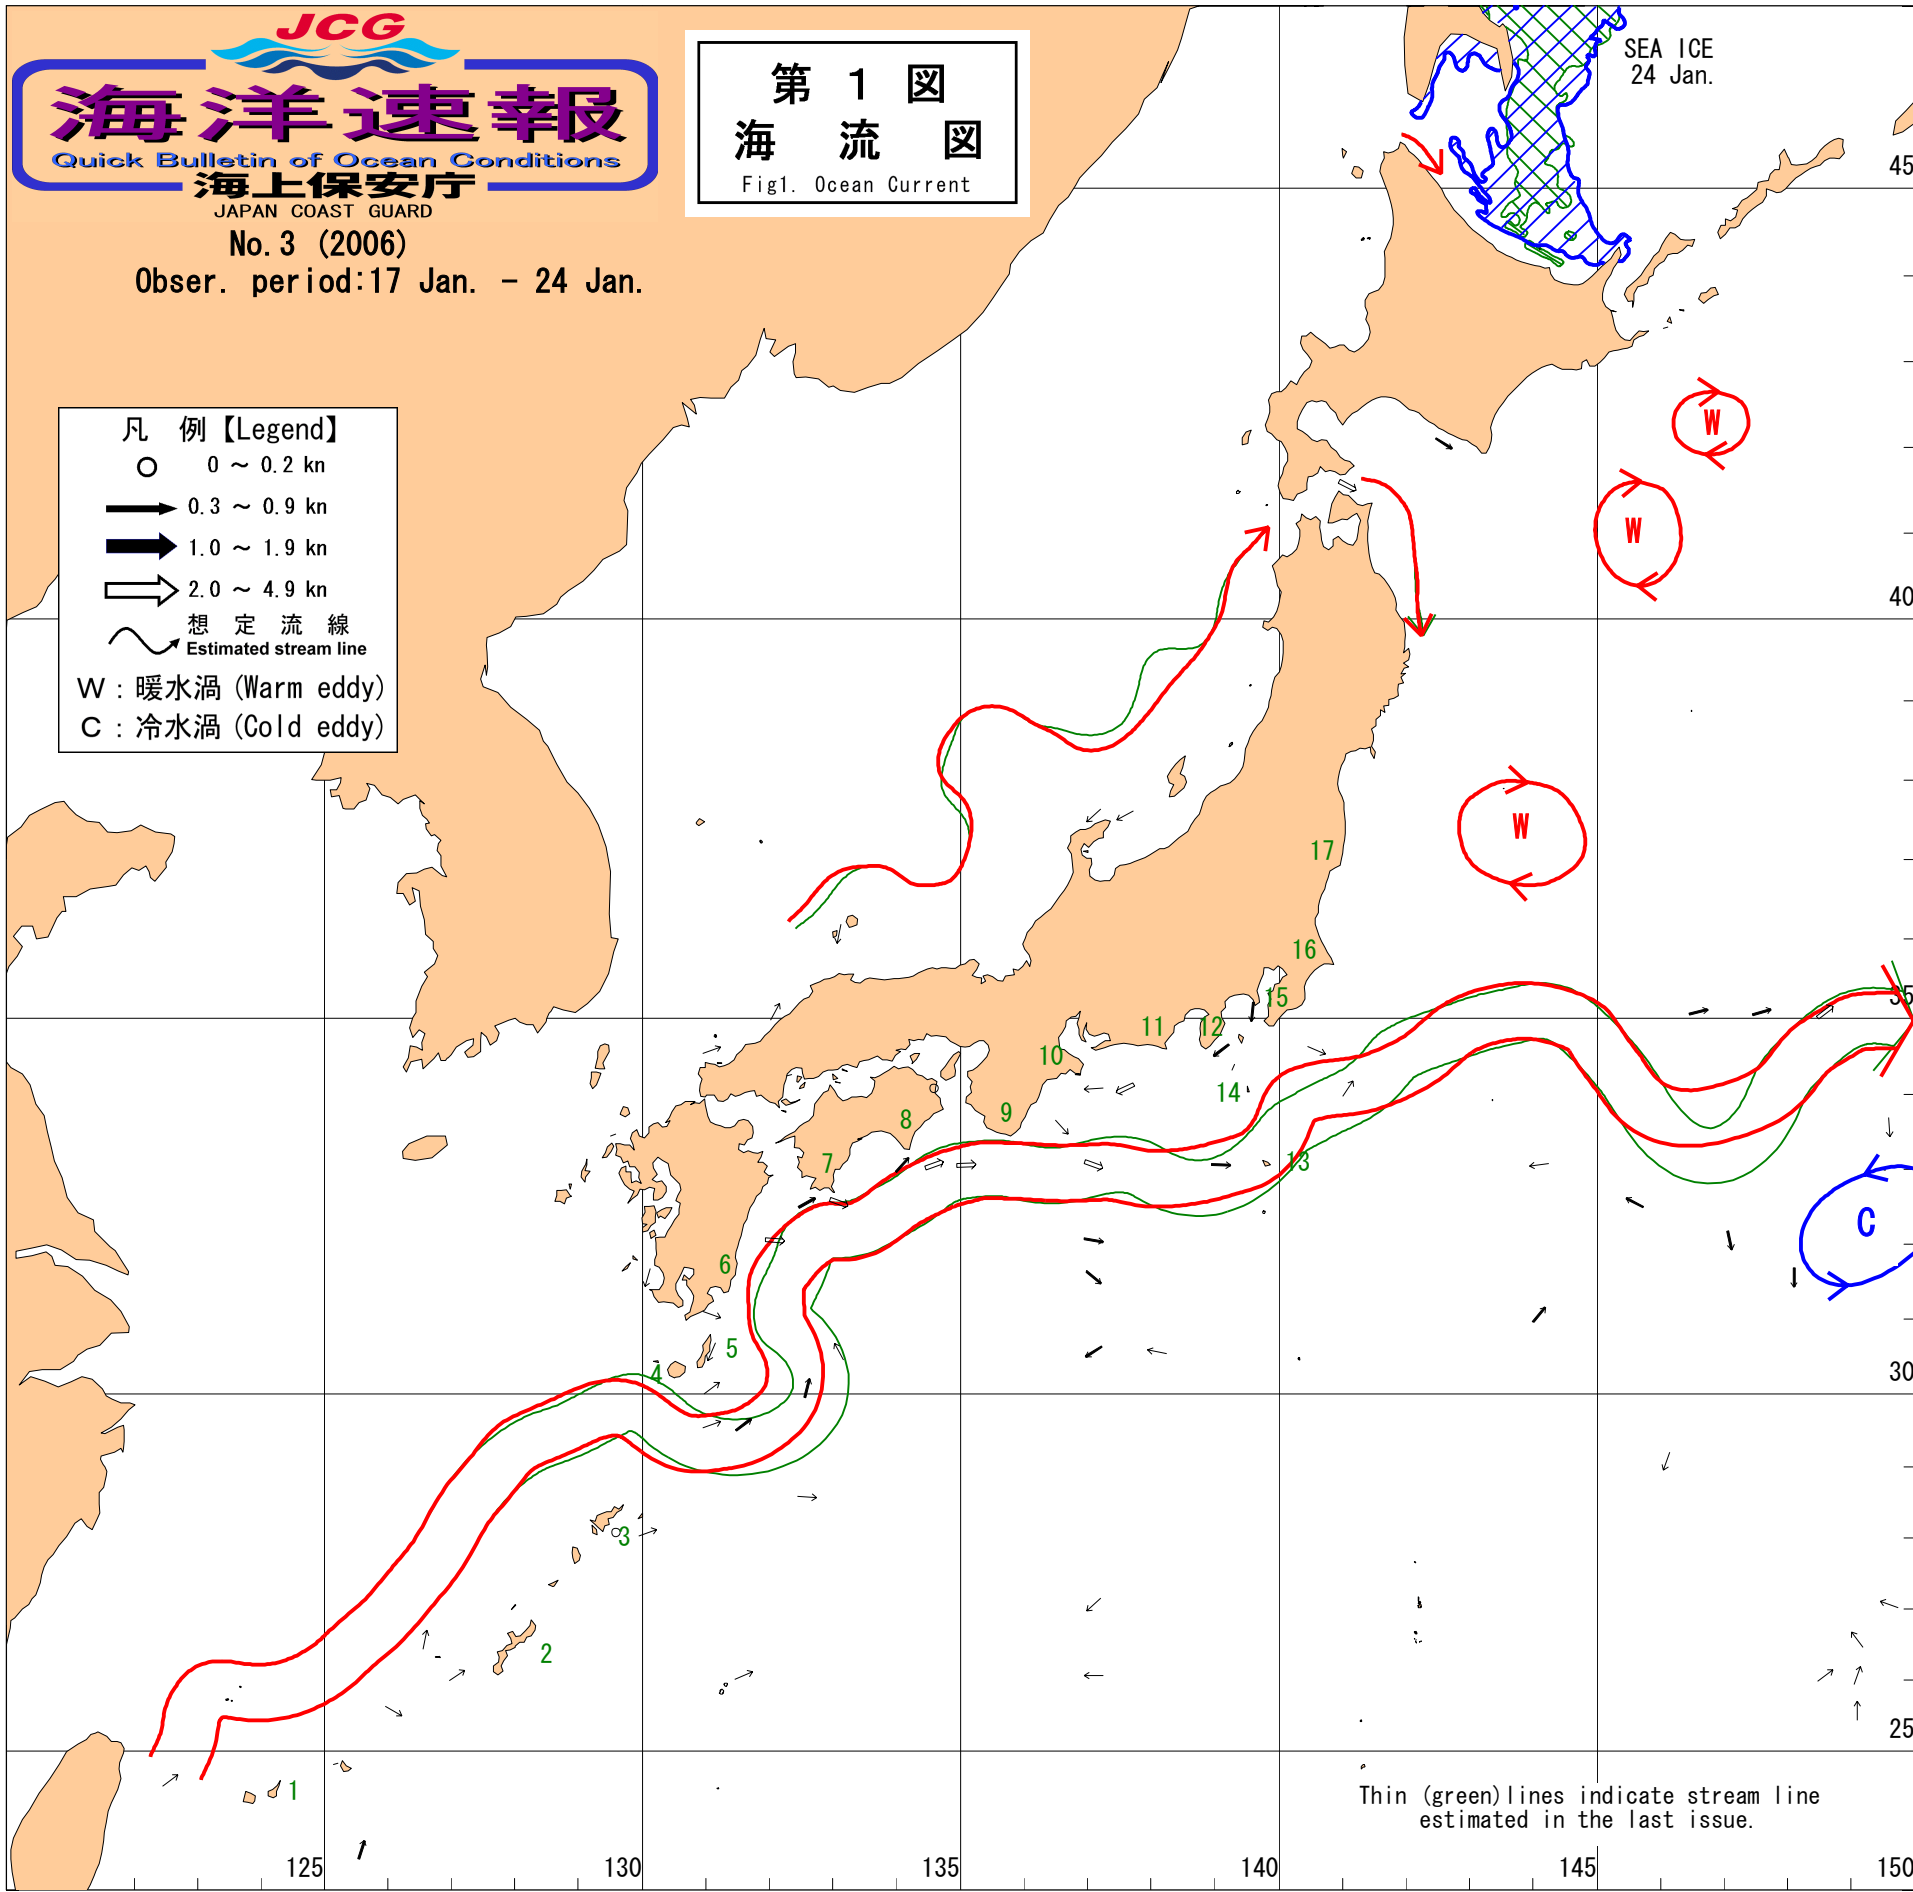 JCG
海洋速報
Quick Bulletin of Ocean Conditions
海上保安庁
JAPAN COAST GUARD
No.3 (2006)
Obser. period:17 Jan. - 24 Jan.
第 1 図
海 流 図
Fig1. Ocean Current
SEA ICE
24 Jan.
凡 例【Legend】
0 ～ 0.2 kn
0.3 ～ 0.9 kn
1.0 ～ 1.9 kn
2.0 ～ 4.9 kn
想 定 流 線
Estimated stream line
W : 暖水渦 (Warm eddy)
C : 冷水渦 (Cold eddy)
45
W
W
40
W
17
16
15
35
11
12
10
14
8
9
7
13
C
6
5
4
30
3
2
25
1
Thin (green)lines indicate stream line
estimated in the last issue.
125
130
135
140
145
150